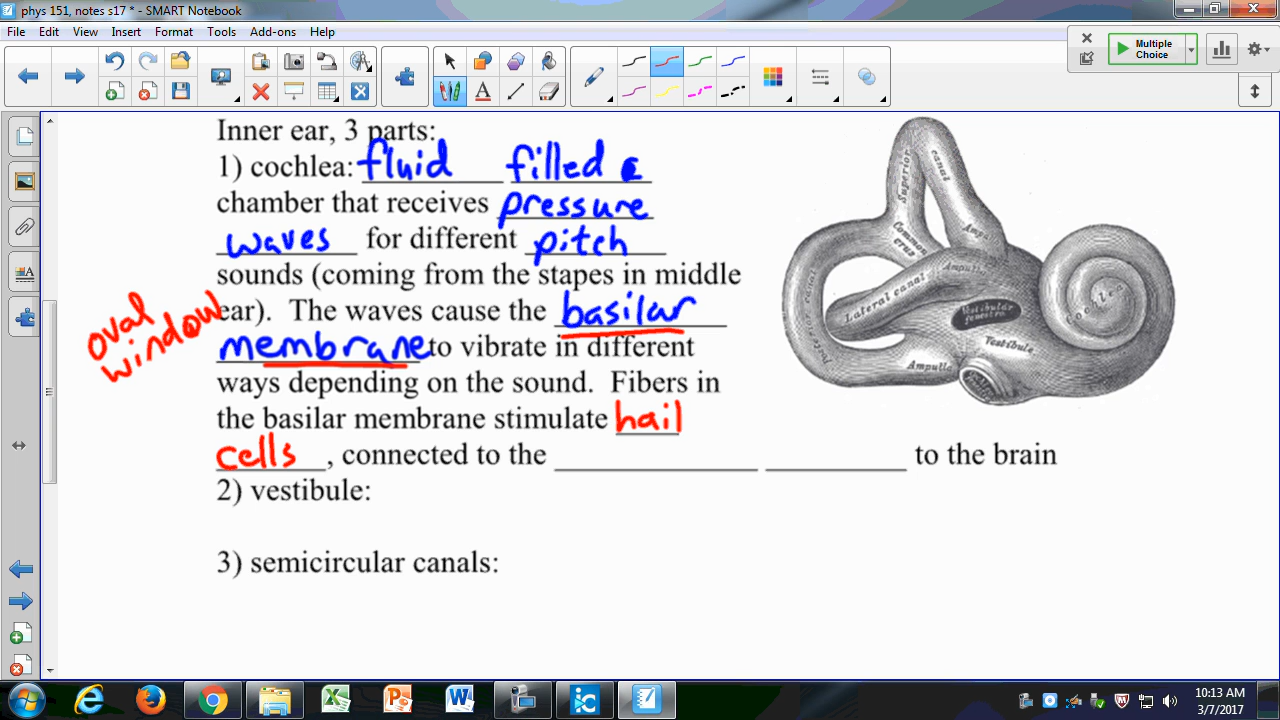 phys 151, notes s17 * - SMART Notebook
File Edit View Insert Format Tools Add-ons Help
Multiple
Choice
Inner ear, 3 parts:
1) cochlea: fluid filled
chamber that receives pressure
waves for different pitch
sounds (coming from the stapes in middle
ear). The waves cause the basilar
oval
window
membrane to vibrate in different
ways depending on the sound. Fibers in
the basilar membrane stimulate hail
cells, connected to the ____ ____ to the brain
2) vestibule:
3) semicircular canals:
Superior
canal
Common
crus
Ampulla
Lateral canal
Vestibular
fenestra
Vestibule
Ampulla
Cochlea
10:13 AM
3/7/2017